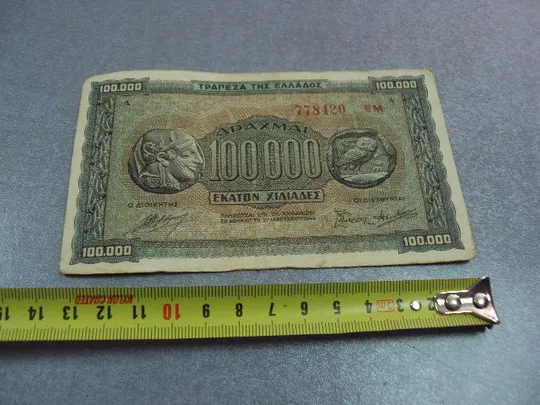 ΤΡΑΠΕΖΑ ΤΗΣ ΕΛΛΑΔΟΣ
100.000 100.000
778420 ΕΜ
ΔΡΑΧΜΑΙ
100.000
ΕΚΑΤΟΝ ΧΙΛΙΑΔΕΣ
Ο ΔΙΟΙΚΗΤΗΣ
100.000 100.000
15 14 13 12 11 10 9 8 7 6 5 4 3 2
NYLON COATED